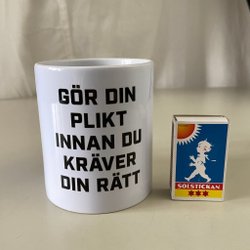 GÖR DIN
PLIKT
INNAN DU
KRÄVER
DIN RÄTT
SOLSTICKAN